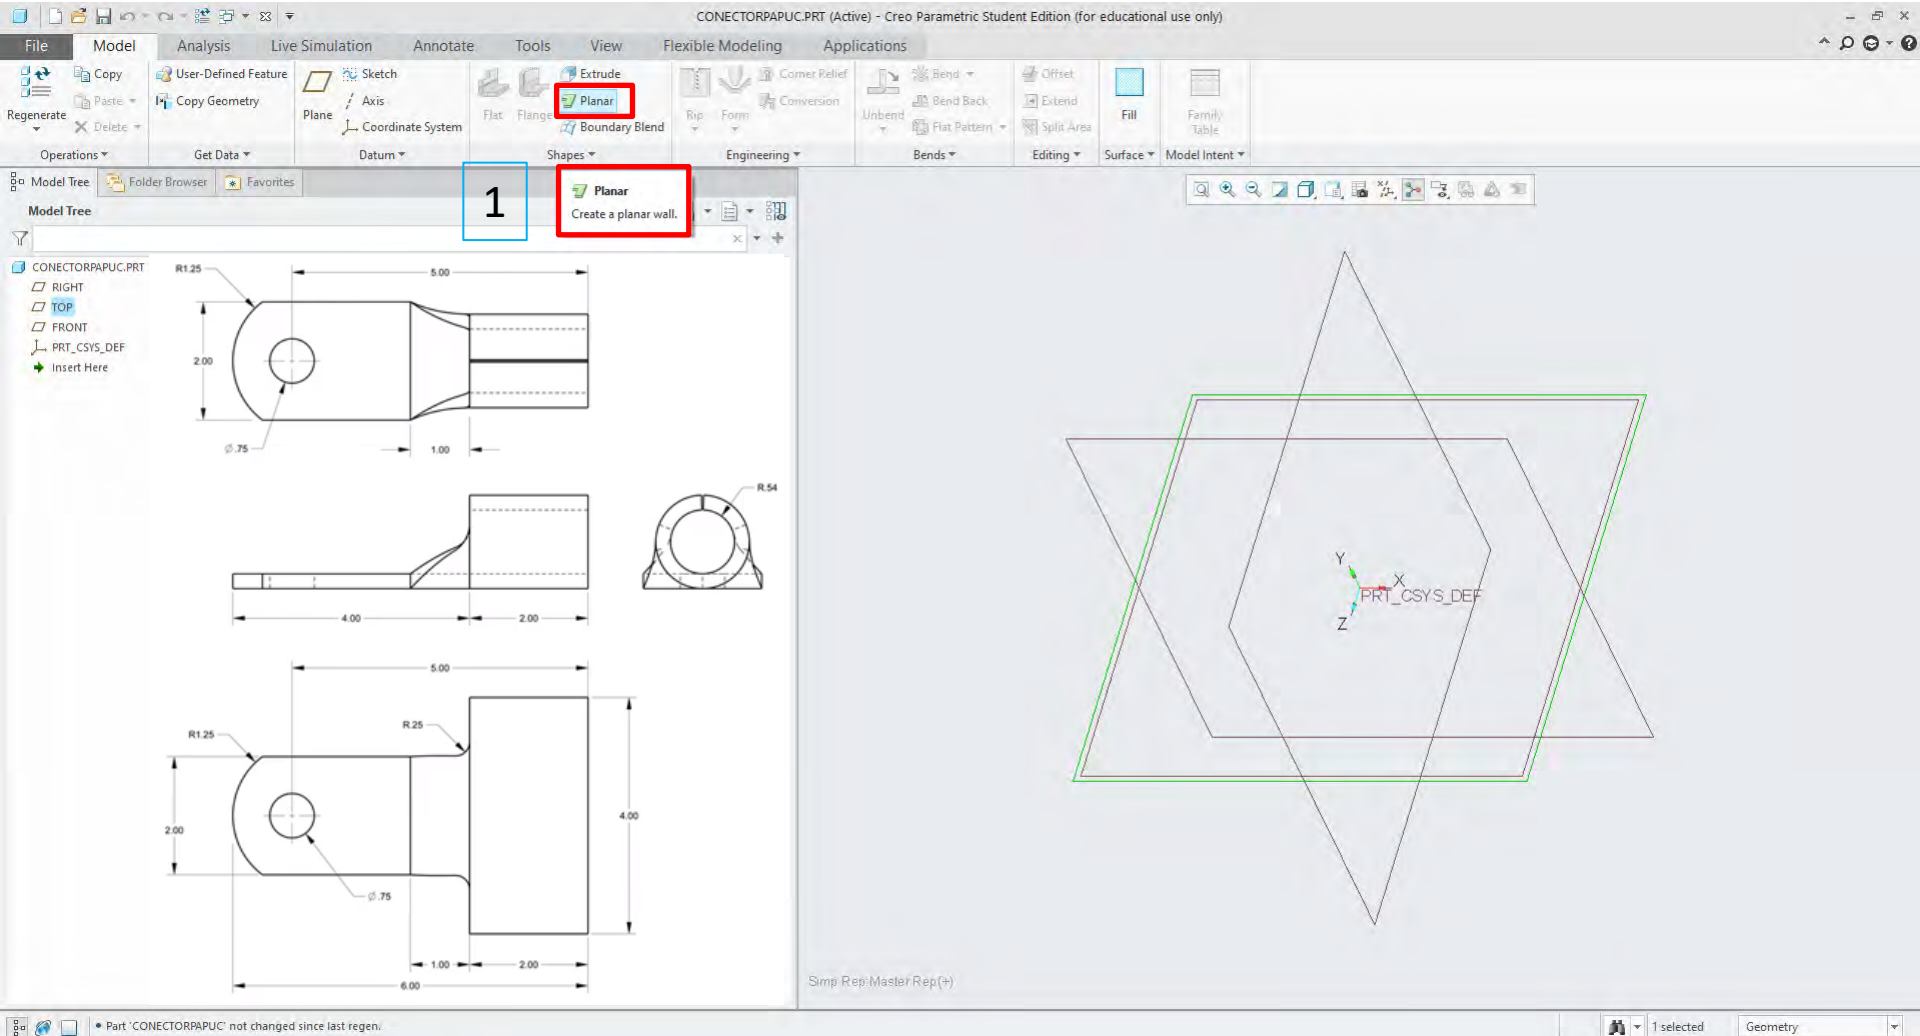 CONECTORPAPUC.PRT (Active) - Creo Parametric Student Edition (for educational use only)
File Model Analysis Live Simulation Annotate Tools View Flexible Modeling Applications
Regenerate
Copy
Paste
Delete
Operations
User-Defined Feature
Copy Geometry
Get Data
Plane
Sketch
Axis
Coordinate System
Datum
Flat
Flange
Extrude
Planar
Boundary Blend
Shapes
Rip
Form
Corner Relief
Conversion
Engineering
Unbend
Bend
Bend Back
Flat Pattern
Bends
Offset
Extend
Split Area
Editing
Fill
Surface
Family
Table
Model Intent
Model Tree Folder Browser Favorites
Model Tree
1
Planar
Create a planar wall.
CONECTORPAPUC.PRT
RIGHT
TOP
FRONT
PRT_CSYS_DEF
Insert Here
R1.25
5.00
2.00
Ø.75
1.00
R.54
4.00
2.00
5.00
R.25
R1.25
2.00
4.00
Ø.75
1.00
2.00
6.00
Y
X
PRT_CSYS_DEF
Z
Simp Rep:Master Rep(+)
• Part 'CONECTORPAPUC' not changed since last regen.
1 selected
Geometry